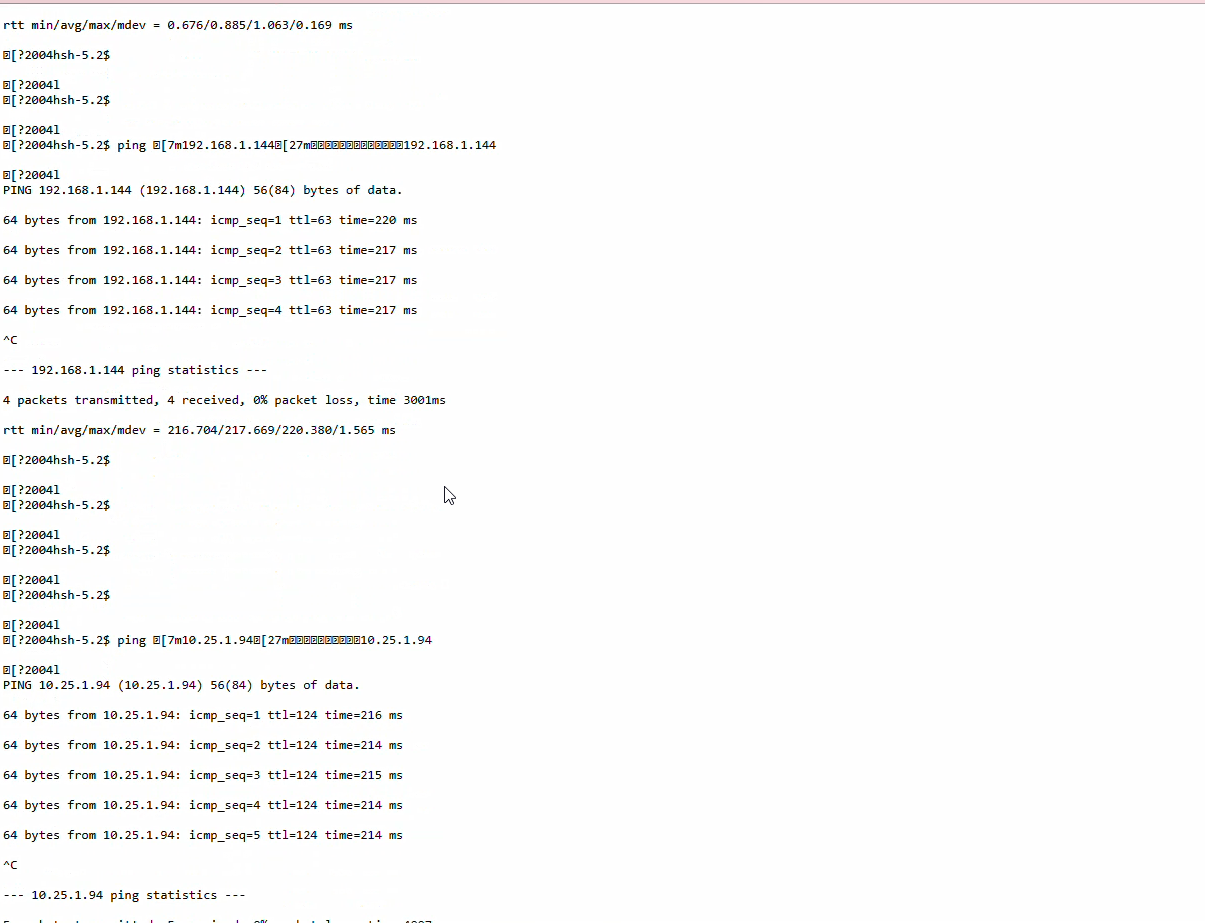 rtt min/avg/max/mdev = 0.676/0.885/1.063/0.169 ms
[?2004hsh-5.2$
[?2004l
[?2004hsh-5.2$
[?2004l
[?2004hsh-5.2$ ping [7m192.168.1.144[27m192.168.1.144
[?2004l
PING 192.168.1.144 (192.168.1.144) 56(84) bytes of data.
64 bytes from 192.168.1.144: icmp_seq=1 ttl=63 time=220 ms
64 bytes from 192.168.1.144: icmp_seq=2 ttl=63 time=217 ms
64 bytes from 192.168.1.144: icmp_seq=3 ttl=63 time=217 ms
64 bytes from 192.168.1.144: icmp_seq=4 ttl=63 time=217 ms
^C
--- 192.168.1.144 ping statistics ---
4 packets transmitted, 4 received, 0% packet loss, time 3001ms
rtt min/avg/max/mdev = 216.704/217.669/220.380/1.565 ms
[?2004hsh-5.2$
[?2004l
[?2004hsh-5.2$
[?2004l
[?2004hsh-5.2$
[?2004l
[?2004hsh-5.2$
[?2004l
[?2004hsh-5.2$ ping [7m10.25.1.94[27m10.25.1.94
[?2004l
PING 10.25.1.94 (10.25.1.94) 56(84) bytes of data.
64 bytes from 10.25.1.94: icmp_seq=1 ttl=124 time=216 ms
64 bytes from 10.25.1.94: icmp_seq=2 ttl=124 time=214 ms
64 bytes from 10.25.1.94: icmp_seq=3 ttl=124 time=215 ms
64 bytes from 10.25.1.94: icmp_seq=4 ttl=124 time=214 ms
64 bytes from 10.25.1.94: icmp_seq=5 ttl=124 time=214 ms
^C
--- 10.25.1.94 ping statistics ---